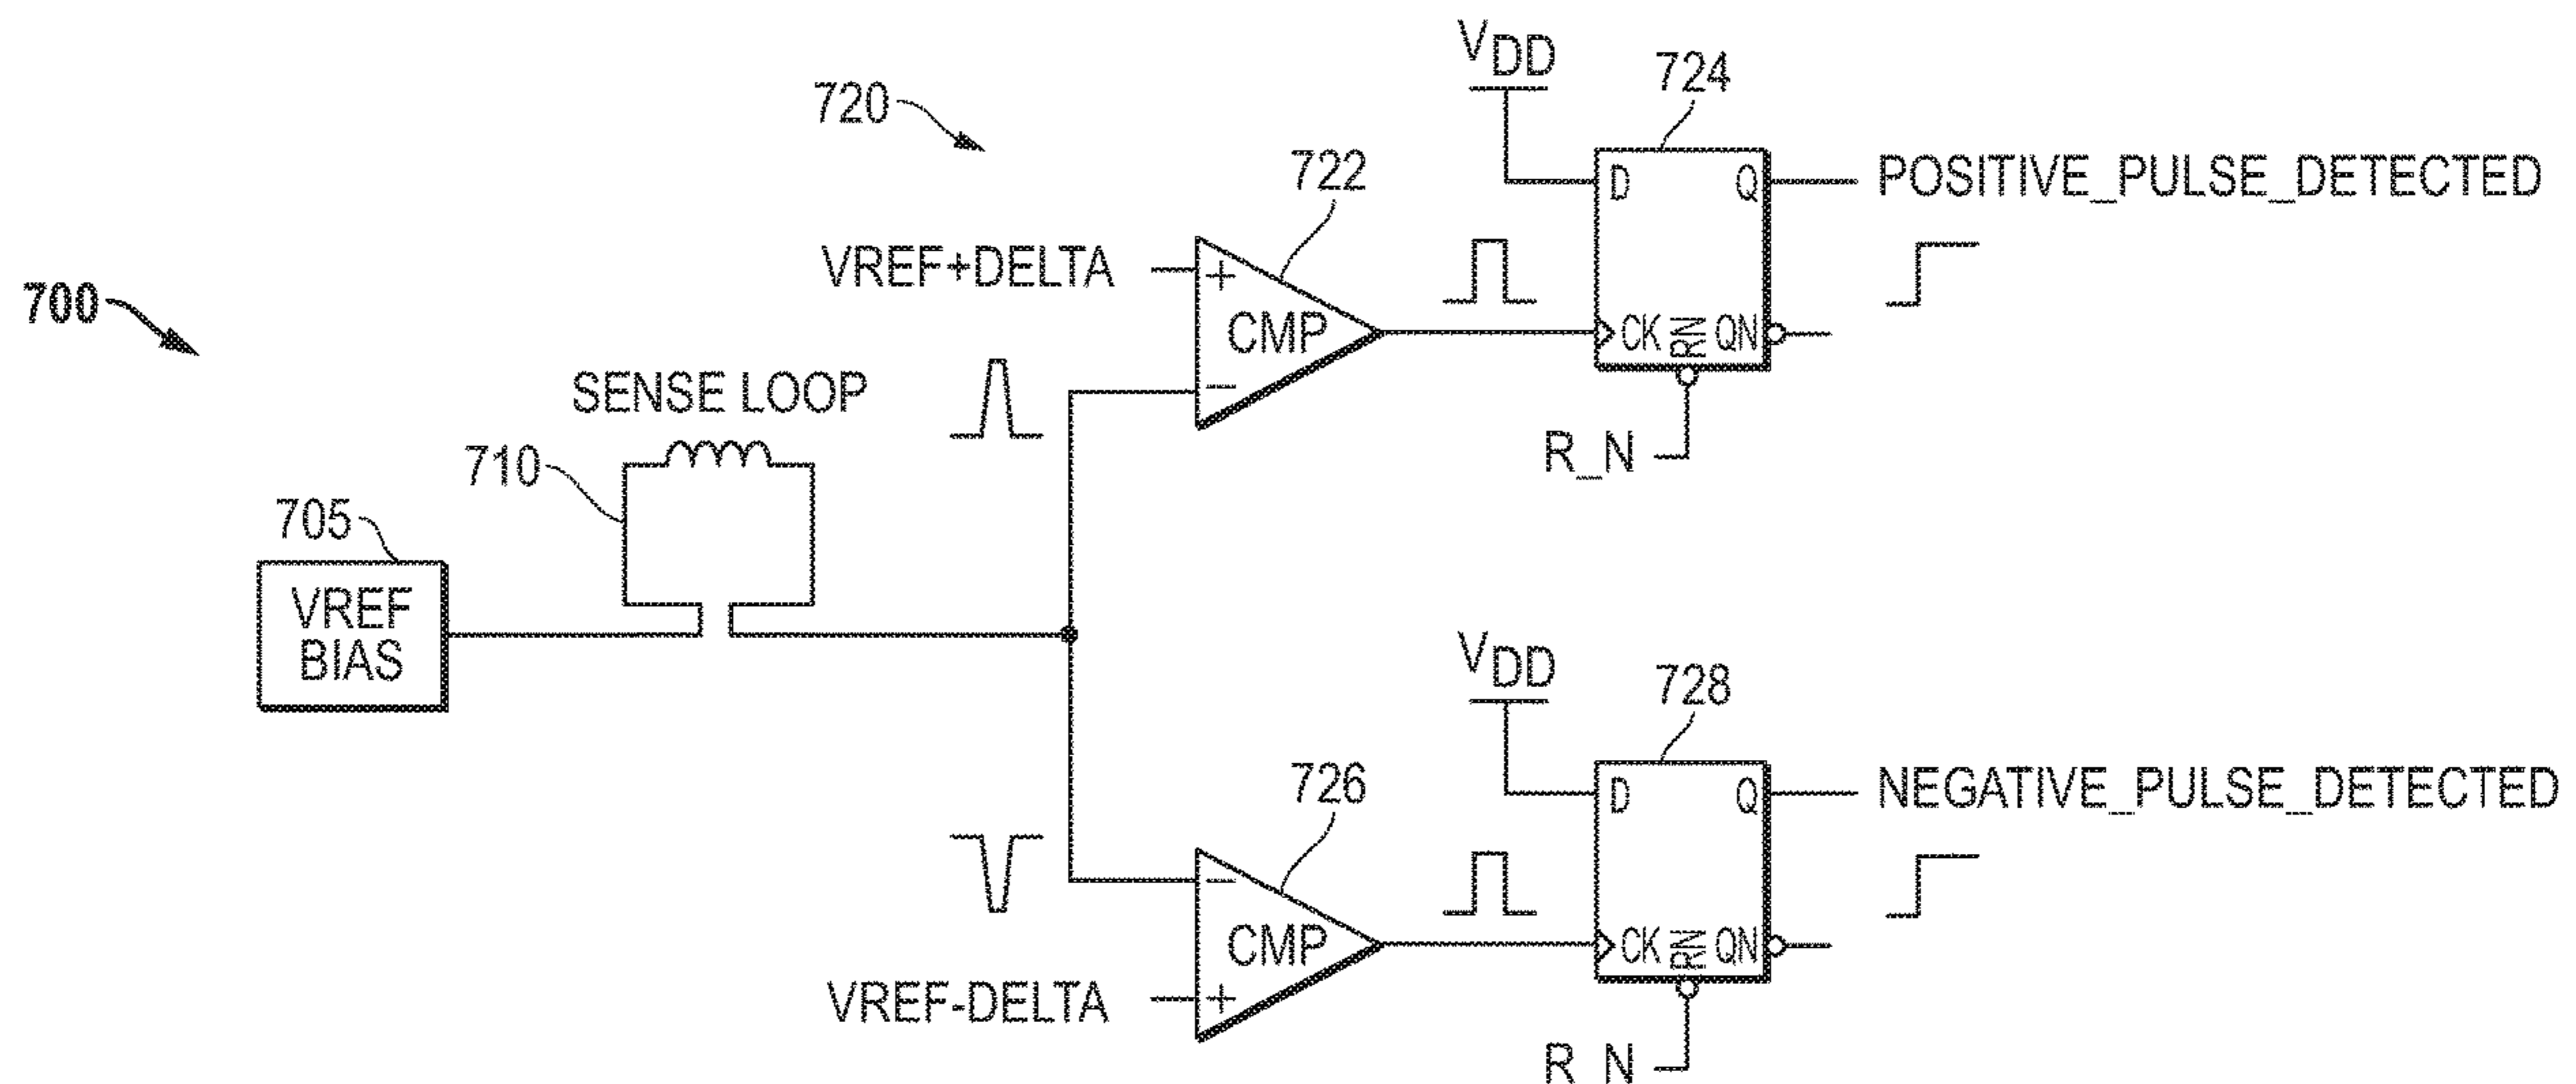 700
705
VREF
BIAS
710
SENSE LOOP
720
VREF+DELTA
722
+
CMP
−
VDD
724
D
Q
CK
RN
QN
R_N
POSITIVE_PULSE_DETECTED
726
−
CMP
+
VREF-DELTA
VDD
728
D
Q
CK
RN
QN
R_N
NEGATIVE_PULSE_DETECTED